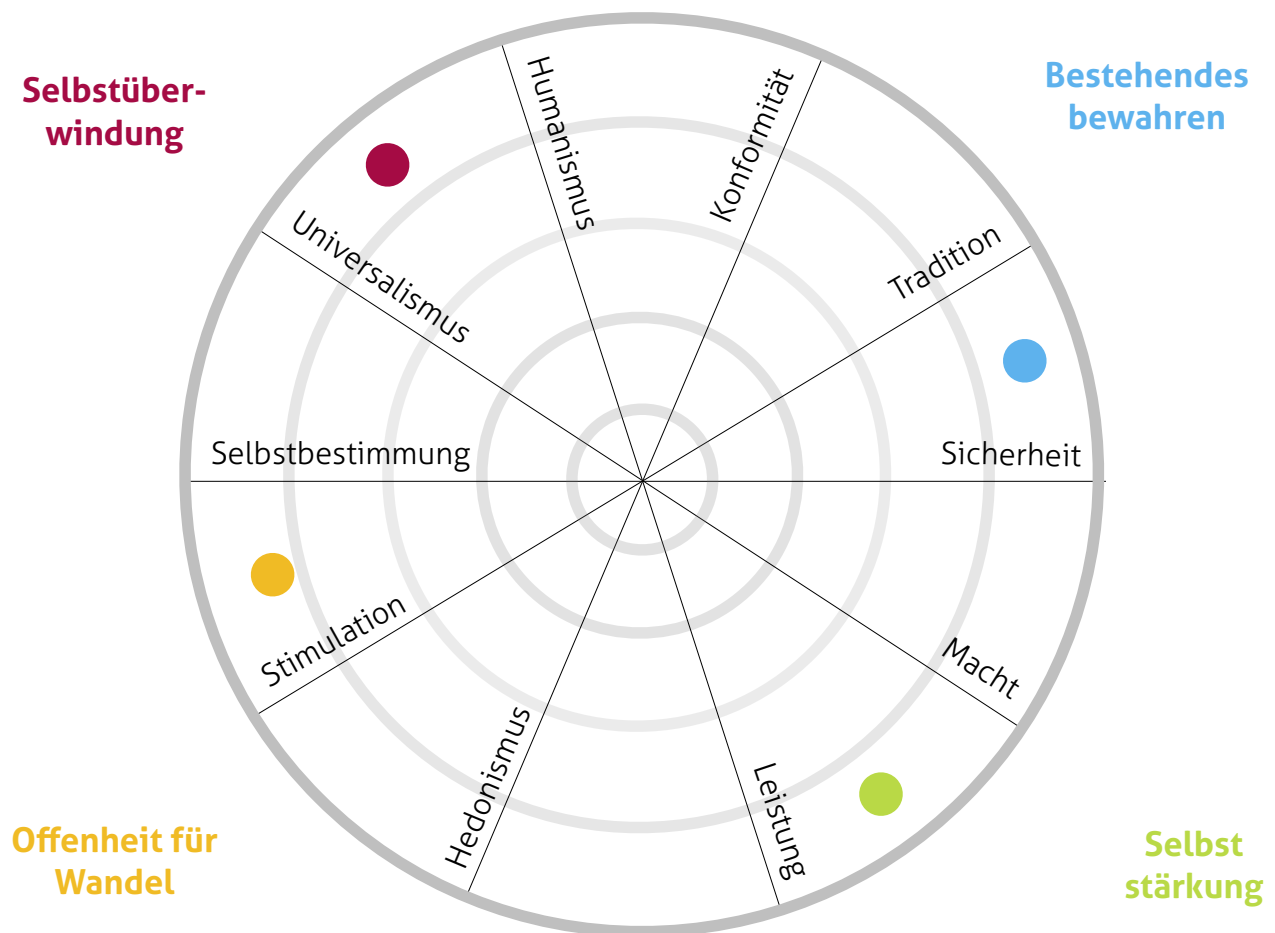 Selbstüber-
windung
Bestehendes
bewahren
Humanismus
Konformität
Universalismus
Tradition
Selbstbestimmung
Sicherheit
Stimulation
Macht
Hedonismus
Leistung
Offenheit für
Wandel
Selbst
stärkung